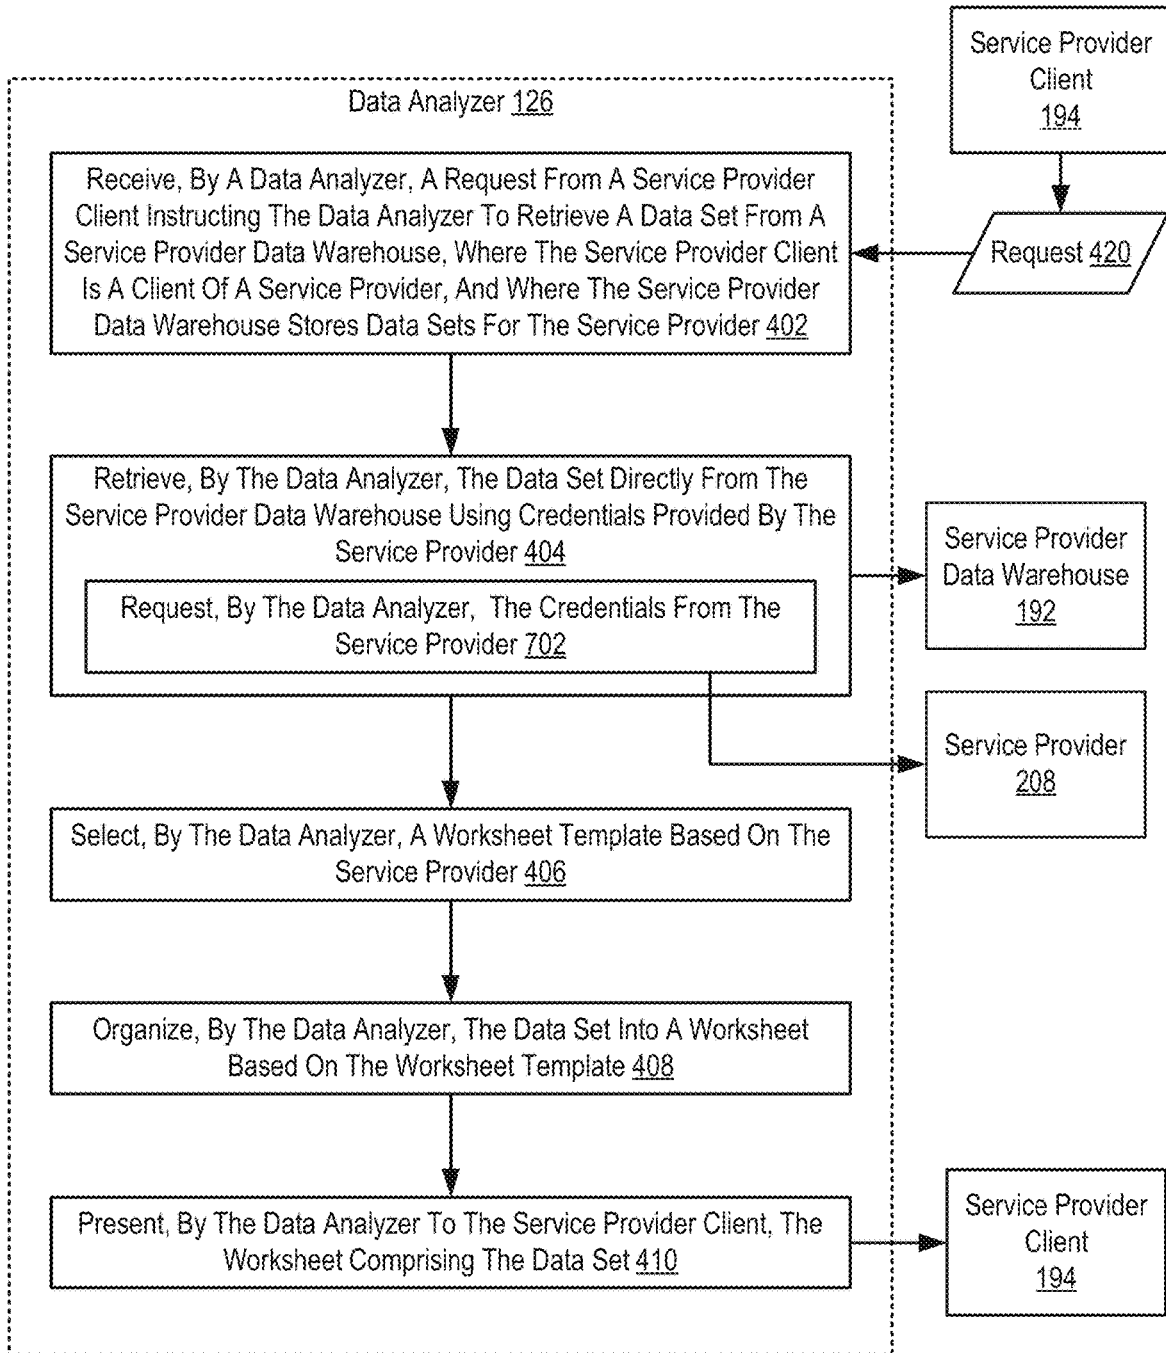 Service Provider
Client
194
Data Analyzer 126
Receive, By A Data Analyzer, A Request From A Service Provider
Client Instructing The Data Analyzer To Retrieve A Data Set From A
Service Provider Data Warehouse, Where The Service Provider Client
Is A Client Of A Service Provider, And Where The Service Provider
Data Warehouse Stores Data Sets For The Service Provider 402
Request 420
Retrieve, By The Data Analyzer, The Data Set Directly From The
Service Provider Data Warehouse Using Credentials Provided By The
Service Provider 404
Request, By The Data Analyzer, The Credentials From The
Service Provider 702
Service Provider
Data Warehouse
192
Service Provider
208
Select, By The Data Analyzer, A Worksheet Template Based On The
Service Provider 406
Organize, By The Data Analyzer, The Data Set Into A Worksheet
Based On The Worksheet Template 408
Present, By The Data Analyzer To The Service Provider Client, The
Worksheet Comprising The Data Set 410
Service Provider
Client
194